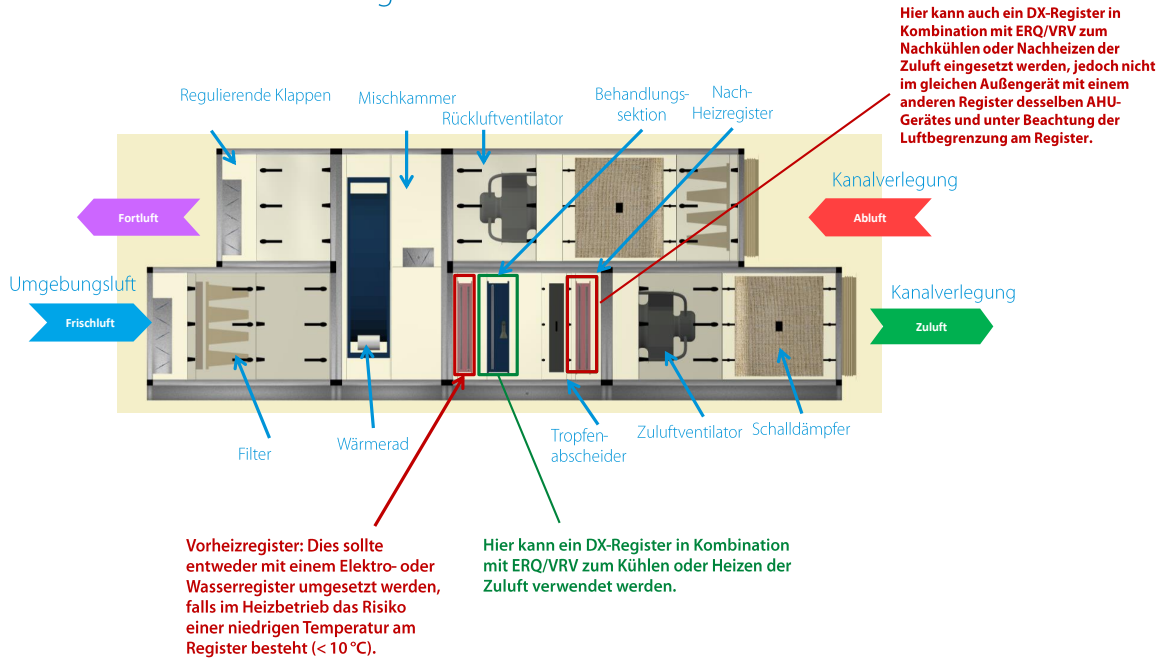 Hier kann auch ein DX-Register in
Kombination mit ERQ/VRV zum
Nachkühlen oder Nachheizen der
Zuluft eingesetzt werden, jedoch nicht
im gleichen Außengerät mit einem
anderen Register desselben AHU-
Gerätes und unter Beachtung der
Luftbegrenzung am Register.
Regulierende Klappen
Mischkammer
Rückluftventilator
Behandlungs-
sektion
Nach-
Heizregister
Kanalverlegung
Fortluft
Abluft
Umgebungsluft
Frischluft
Kanalverlegung
Zuluft
Filter
Wärmerad
Tropfen-
abscheider
Zuluftventilator
Schalldämpfer
Vorheizregister: Dies sollte
entweder mit einem Elektro- oder
Wasserregister umgesetzt werden,
falls im Heizbetrieb das Risiko
einer niedrigen Temperatur am
Register besteht (< 10 °C).
Hier kann ein DX-Register in Kombination
mit ERQ/VRV zum Kühlen oder Heizen der
Zuluft verwendet werden.